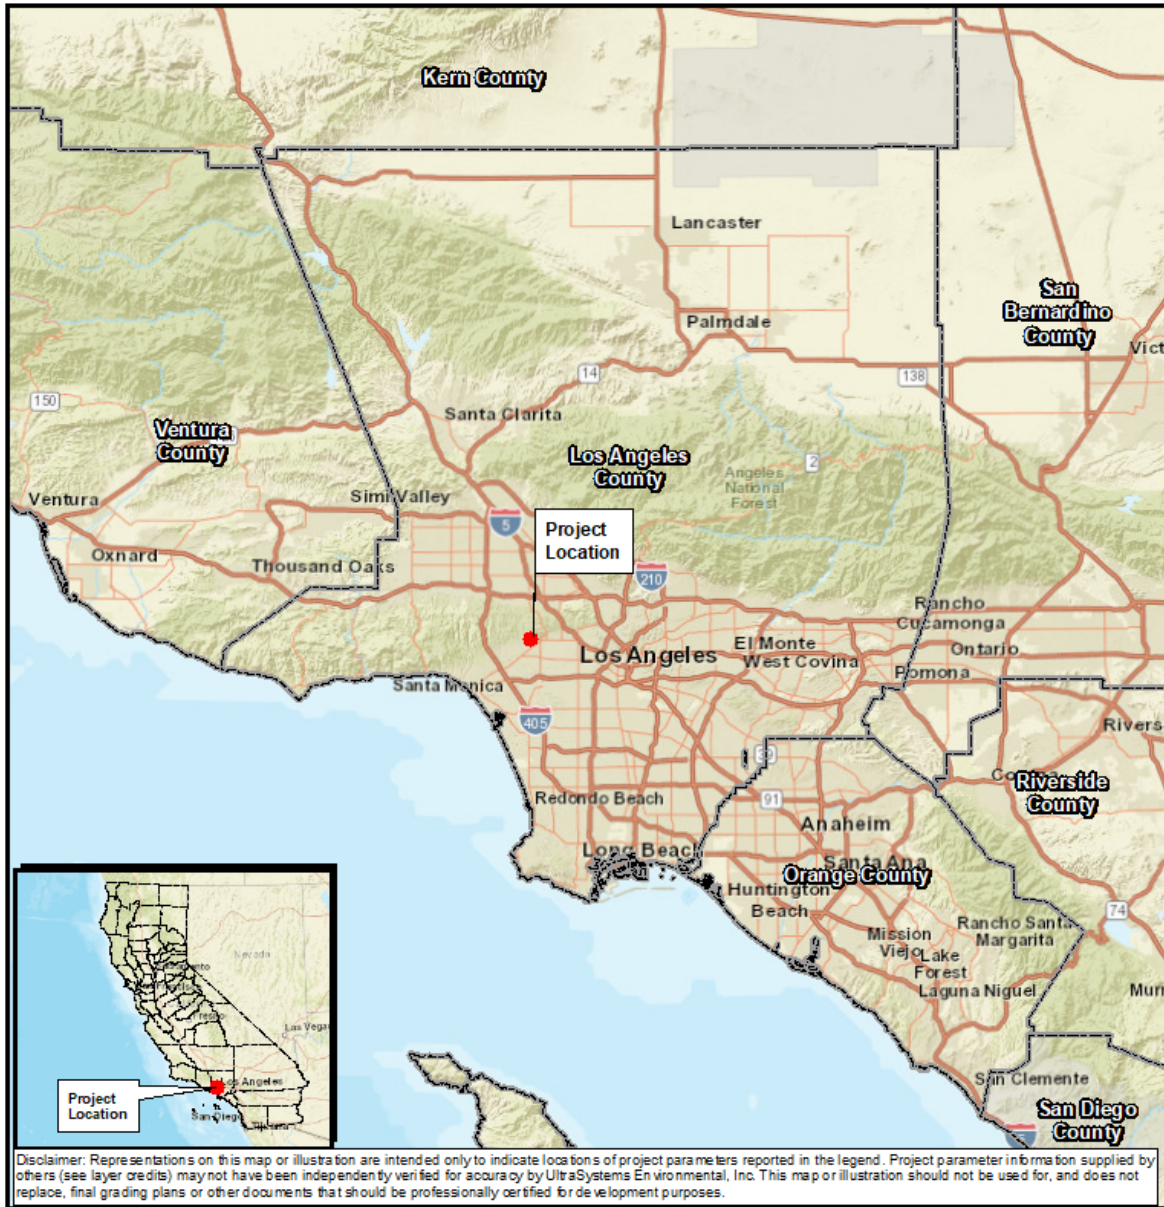 Kern County
Lancaster
San
Bernardino
County
Palmdale
Vict
14
138
150
Santa Clarita
Ventura
County
Los Angeles
County
2
Angeles
National
Forest
Ventura
Simi Valley
5
Project
Location
Oxnard
Thousand Oaks
210
Rancho
Cucamonga
El Monte
Los Angeles
West Covina
Ontario
Pomona
Santa Monica
405
Rivers
39
Riverside
County
Redondo Beach
91
Anaheim
Long Beach
Santa Ana
Orange County
Huntington
Beach
74
Rancho Santa
Margarita
Mission
Viejo
Lake
Forest
Laguna Niguel
Mur
San Clemente
San Diego
County
Nevada
Sacramento
Fresno
Las Vega
Los Angeles
Project
Location
San Diego
Tijuana
Disclaimer: Representations on this map or illustration are intended only to indicate locations of project parameters reported in the legend. Project parameter information supplied by
others (see layer credits) may not have been independently verified for accuracy by UltraSystems Environmental, Inc. This map or illustration should not be used for, and does not
replace, final grading plans or other documents that should be professionally certified for development purposes.